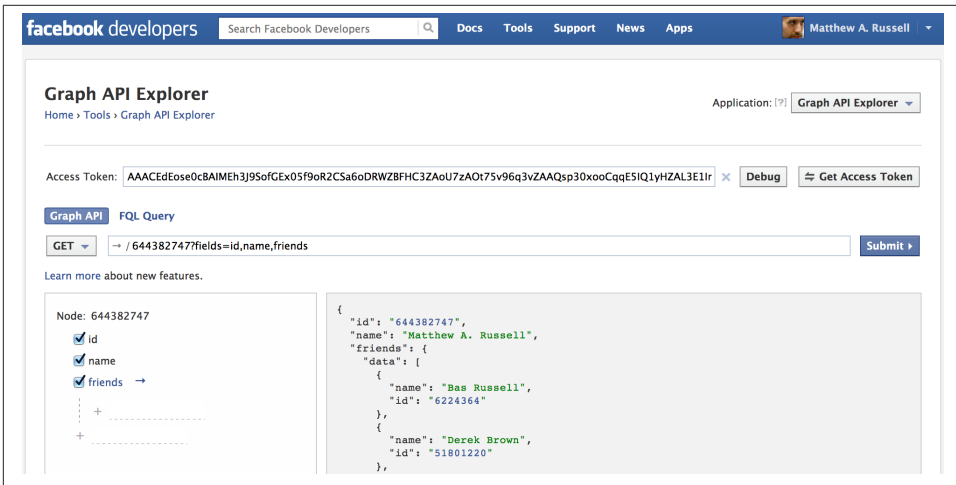 facebook developers Search Facebook Developers Docs Tools Support News Apps Matthew A. Russell
Graph API Explorer
Home › Tools › Graph API Explorer
Application: [?] Graph API Explorer
Access Token: AAACEdEose0cBAIMEh3J9SofGEx05f9oR2CSa6oDRWZBFHC3ZAoU7zAOt75v96q3vZAAQsp30xooCqqE5IQ1yHZAL3E1Ir × Debug Get Access Token
Graph API FQL Query
GET → / 644382747?fields=id,name,friends Submit
Learn more about new features.
Node: 644382747
id
name
friends →
+
+
{
"id": "644382747",
"name": "Matthew A. Russell",
"friends": {
"data": [
{
"name": "Bas Russell",
"id": "6224364"
},
{
"name": "Derek Brown",
"id": "51801220"
},